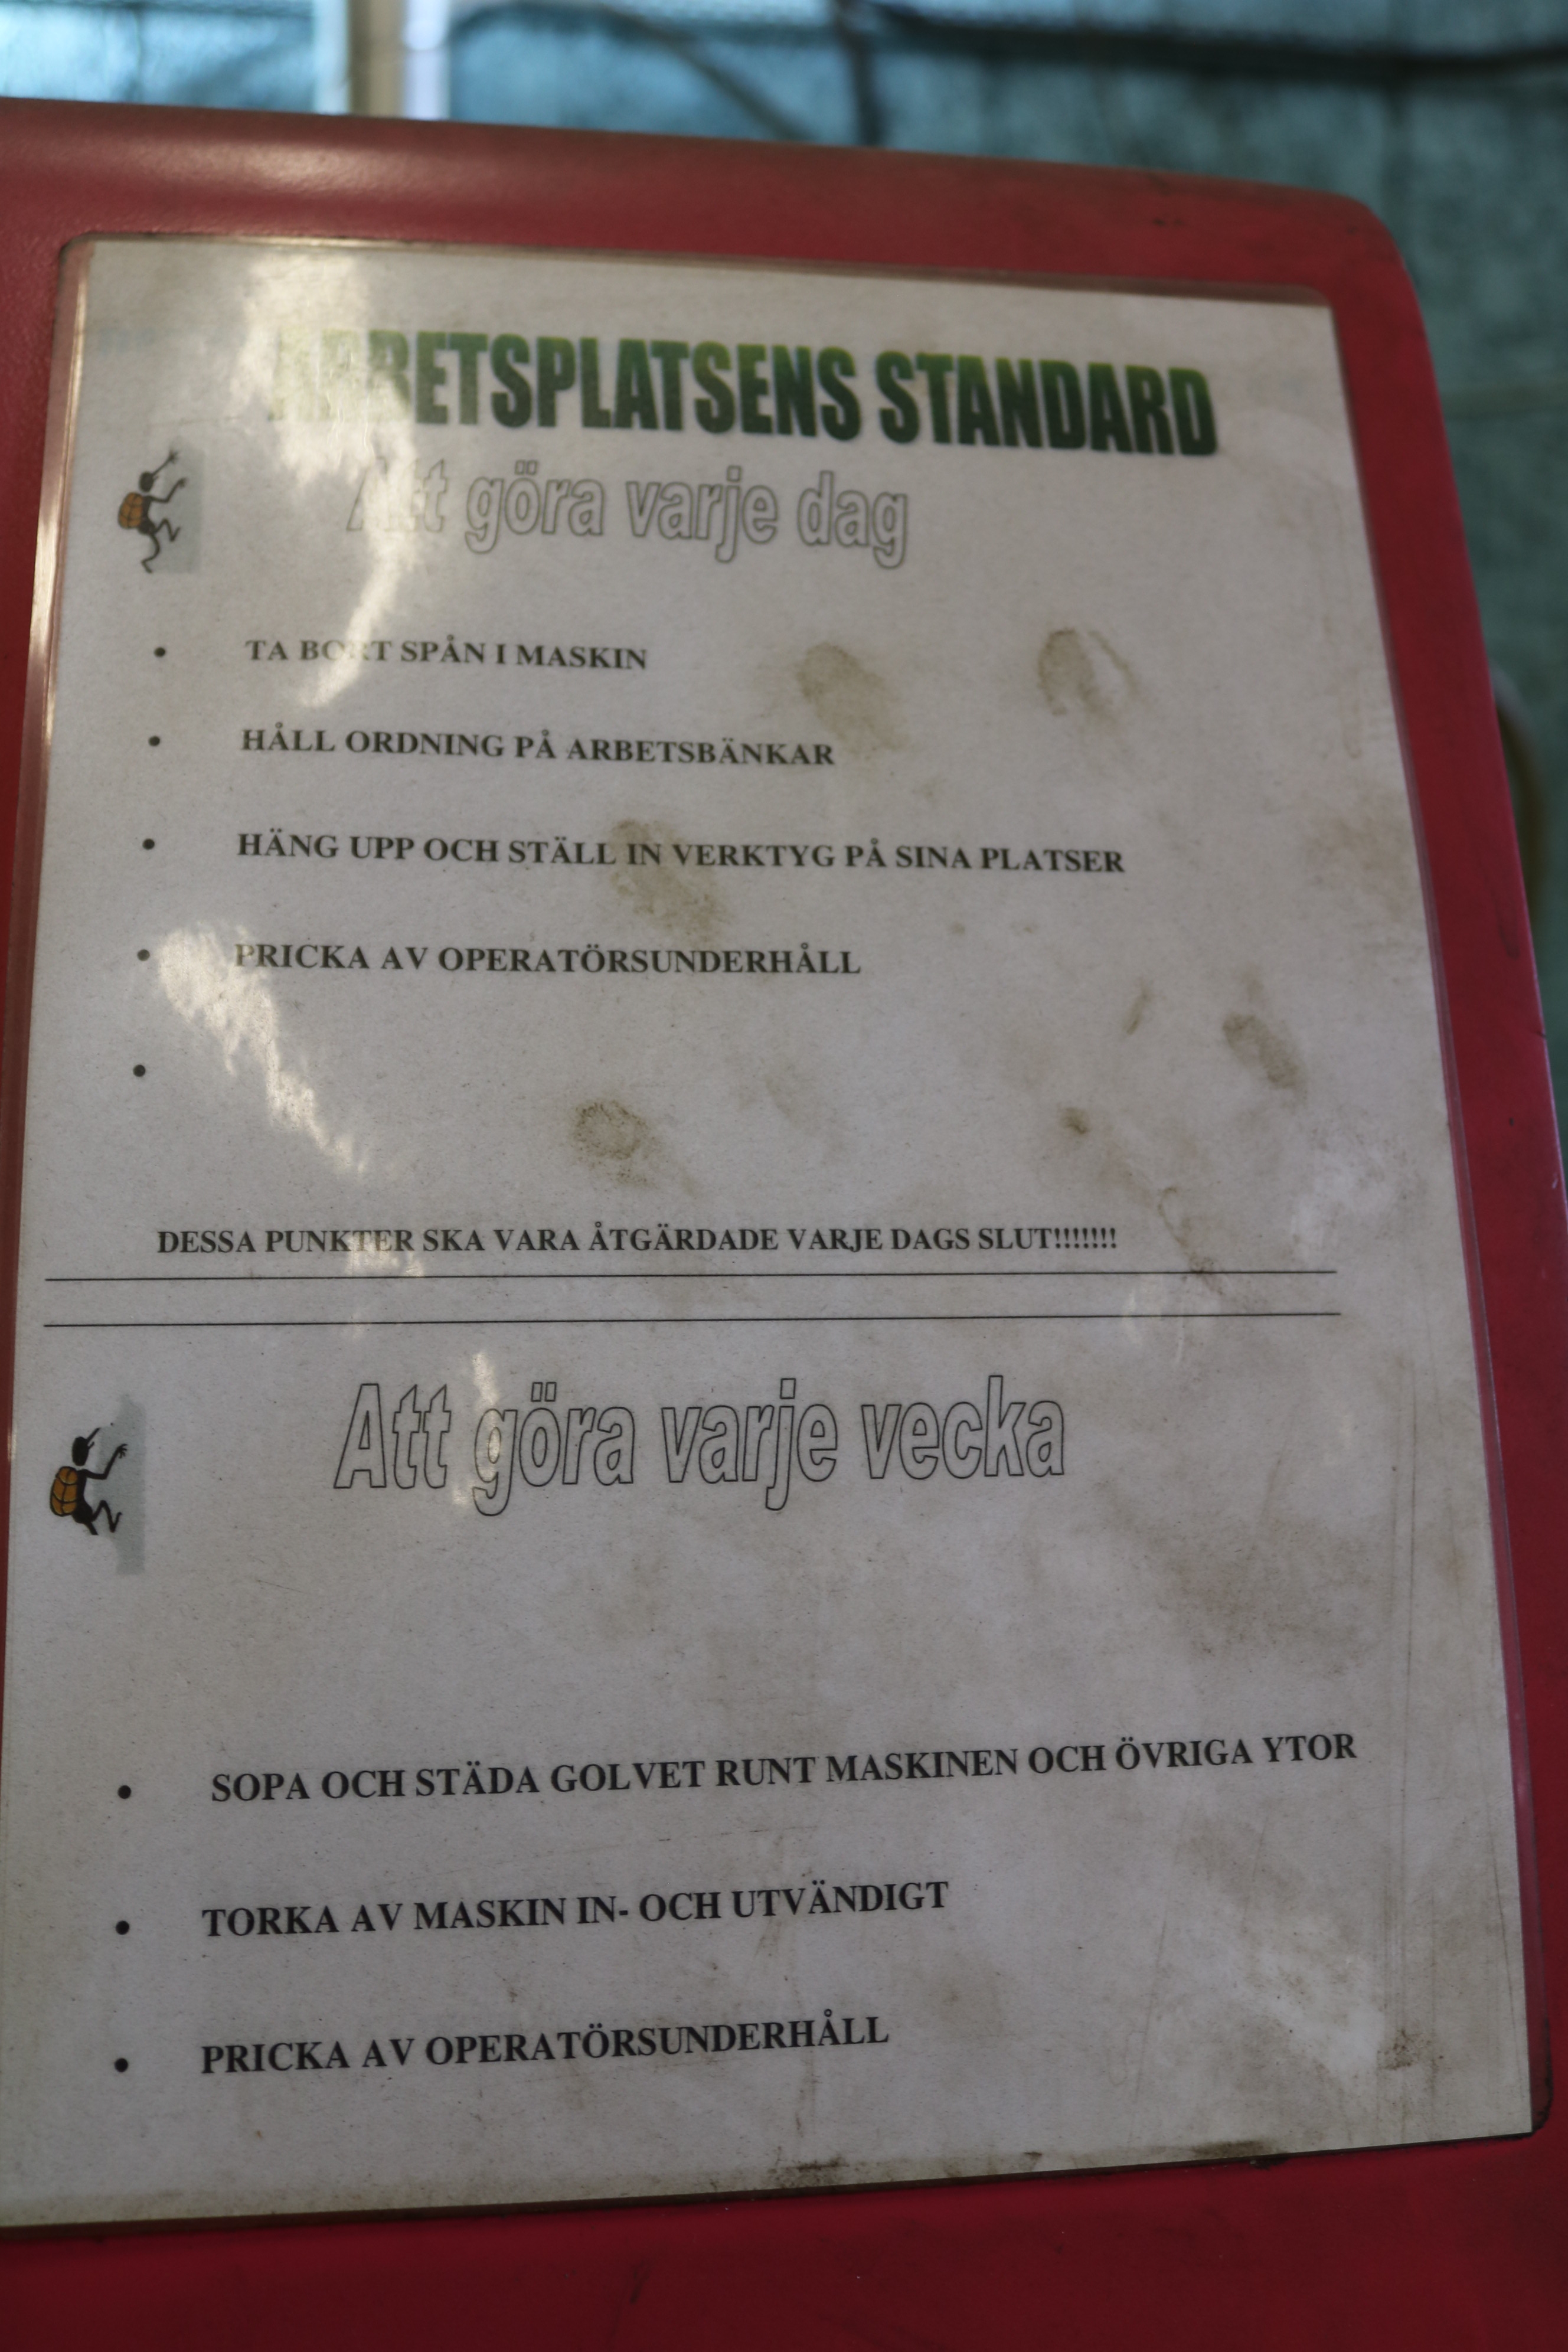 ARBETSPLATSENS STANDARD
Att göra varje dag
• TA BORT SPÅN I MASKIN
• HÅLL ORDNING PÅ ARBETSBÄNKAR
• HÄNG UPP OCH STÄLL IN VERKTYG PÅ SINA PLATSER
• PRICKA AV OPERATÖRSUNDERHÅLL
•
DESSA PUNKTER SKA VARA ÅTGÄRDADE VARJE DAGS SLUT!!!!!!!
Att göra varje vecka
• SOPA OCH STÄDA GOLVET RUNT MASKINEN OCH ÖVRIGA YTOR
• TORKA AV MASKIN IN- OCH UTVÄNDIGT
• PRICKA AV OPERATÖRSUNDERHÅLL